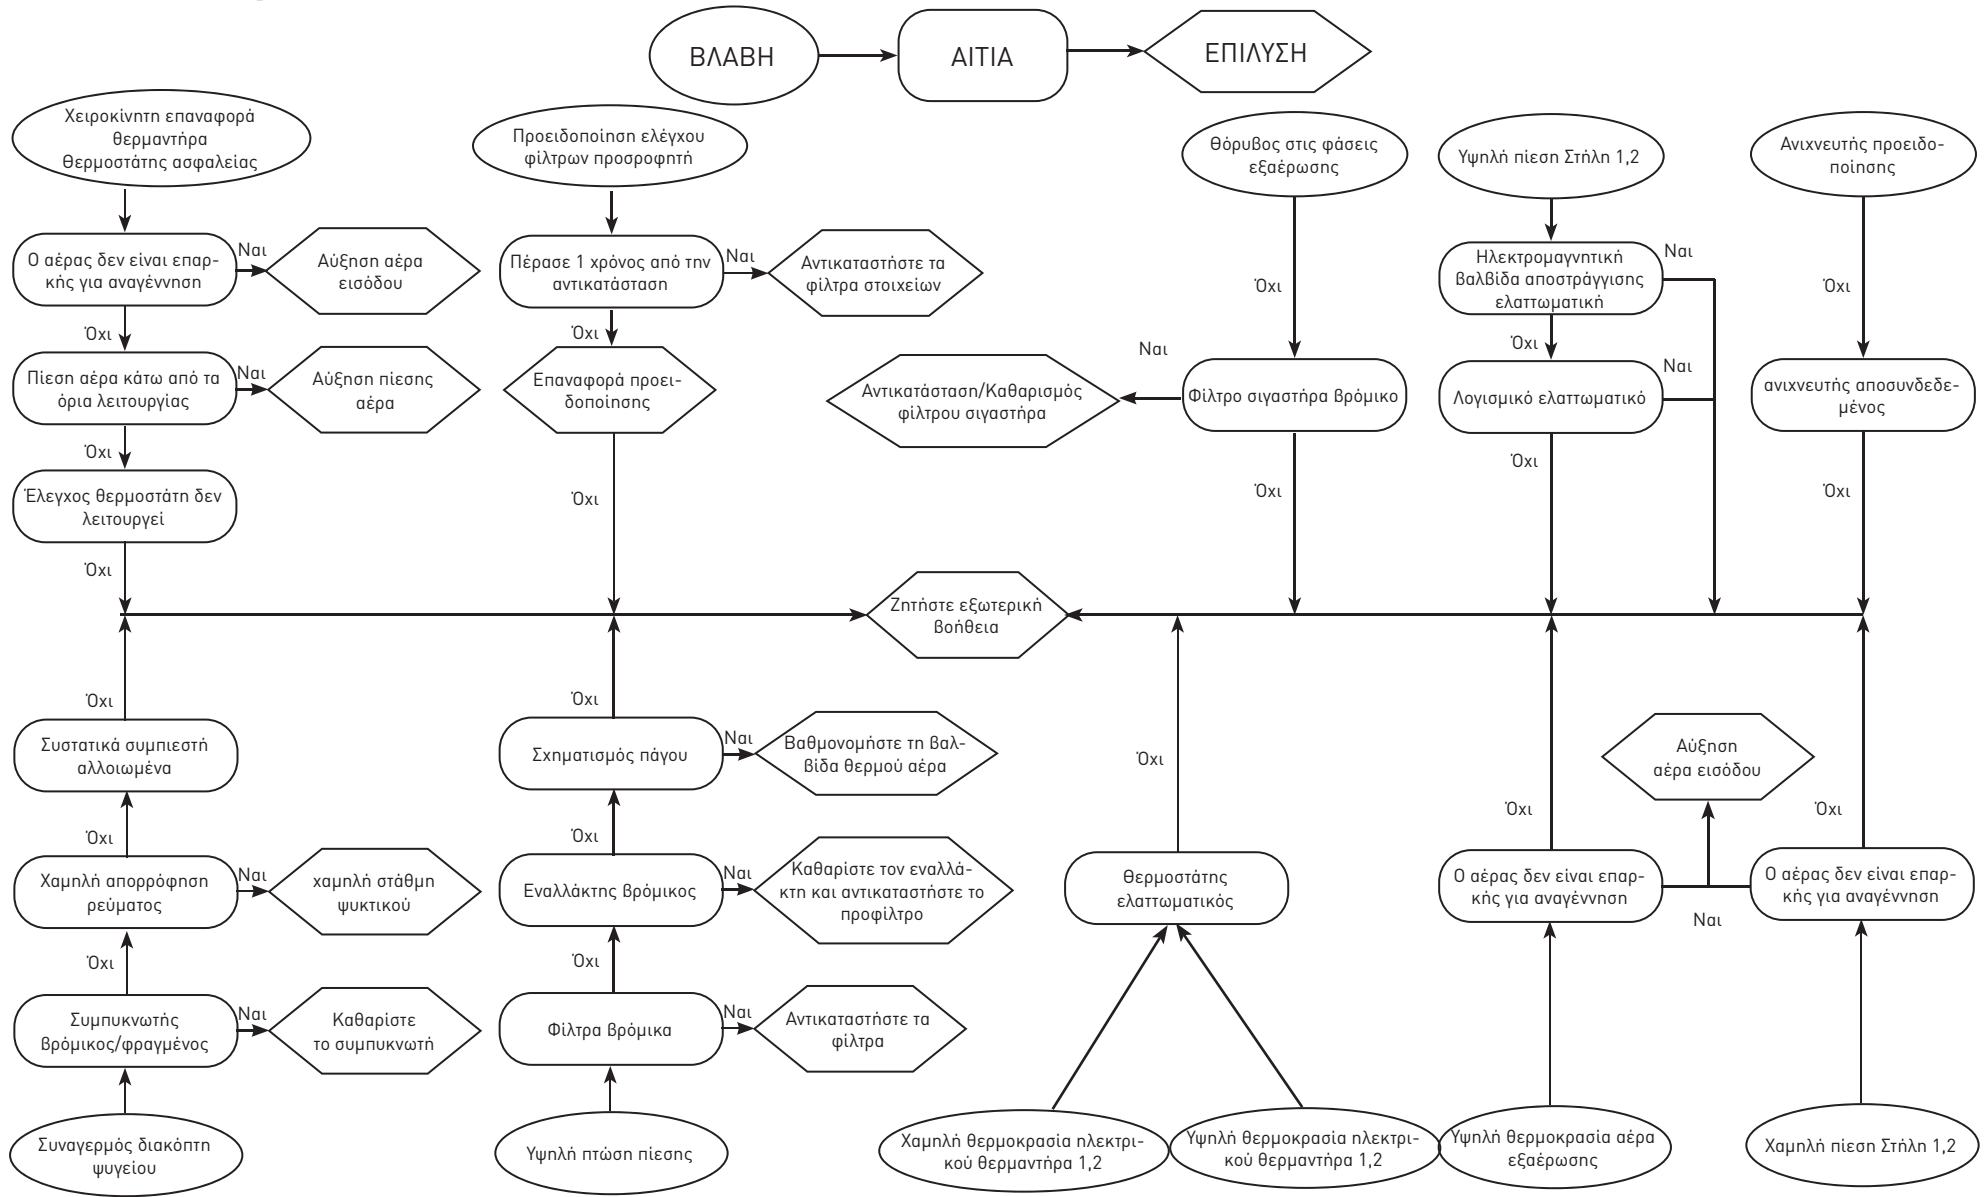 ΒΛΑΒΗ
ΑΙΤΙΑ
ΕΠΙΛΥΣΗ
Χειροκίνητη επαναφορά
θερμαντήρα
Θερμοστάτης ασφαλείας
Ο αέρας δεν είναι επαρ-
κής για αναγέννηση
Ναι
Αύξηση αέρα
εισόδου
Όχι
Πίεση αέρα κάτω από τα
όρια λειτουργίας
Ναι
Αύξηση πίεσης
αέρα
Όχι
Έλεγχος θερμοστάτη δεν
λειτουργεί
Όχι
Προειδοποίηση ελέγχου
φίλτρων προσροφητή
Πέρασε 1 χρόνος από την
αντικατάσταση
Ναι
Αντικαταστήστε τα
φίλτρα στοιχείων
Όχι
Επαναφορά προει-
δοποίησης
Όχι
Θόρυβος στις φάσεις
εξαέρωσης
Όχι
Φίλτρο σιγαστήρα βρόμικο
Ναι
Αντικατάσταση/Καθαρισμός
φίλτρου σιγαστήρα
Όχι
Υψηλή πίεση Στήλη 1,2
Ηλεκτρομαγνητική
βαλβίδα αποστράγγισης
ελαττωματική
Ναι
Όχι
Λογισμικό ελαττωματικό
Ναι
Όχι
Ανιχνευτής προειδο-
ποίησης
Όχι
ανιχνευτής αποσυνδεδε-
μένος
Όχι
Ζητήστε εξωτερική
βοήθεια
Όχι
Συστατικά συμπιεστή
αλλοιωμένα
Όχι
Χαμηλή απορρόφηση
ρεύματος
Ναι
χαμηλή στάθμη
ψυκτικού
Όχι
Συμπυκνωτής
βρόμικος/φραγμένος
Ναι
Καθαρίστε
το συμπυκνωτή
Συναγερμός διακόπτη
ψυγείου
Όχι
Σχηματισμός πάγου
Ναι
Βαθμονομήστε τη βαλ-
βίδα θερμού αέρα
Όχι
Εναλλάκτης βρόμικος
Ναι
Καθαρίστε τον εναλλά-
κτη και αντικαταστήστε το
προφίλτρο
Όχι
Φίλτρα βρόμικα
Ναι
Αντικαταστήστε τα
φίλτρα
Υψηλή πτώση πίεσης
Όχι
Θερμοστάτης
ελαττωματικός
Χαμηλή θερμοκρασία ηλεκτρι-
κού θερμαντήρα 1,2
Υψηλή θερμοκρασία ηλεκτρι-
κού θερμαντήρα 1,2
Όχι
Ο αέρας δεν είναι επαρ-
κής για αναγέννηση
Υψηλή θερμοκρασία αέρα
εξαέρωσης
Αύξηση
αέρα εισόδου
Ναι
Όχι
Ο αέρας δεν είναι επαρ-
κής για αναγέννηση
Χαμηλή πίεση Στήλη 1,2